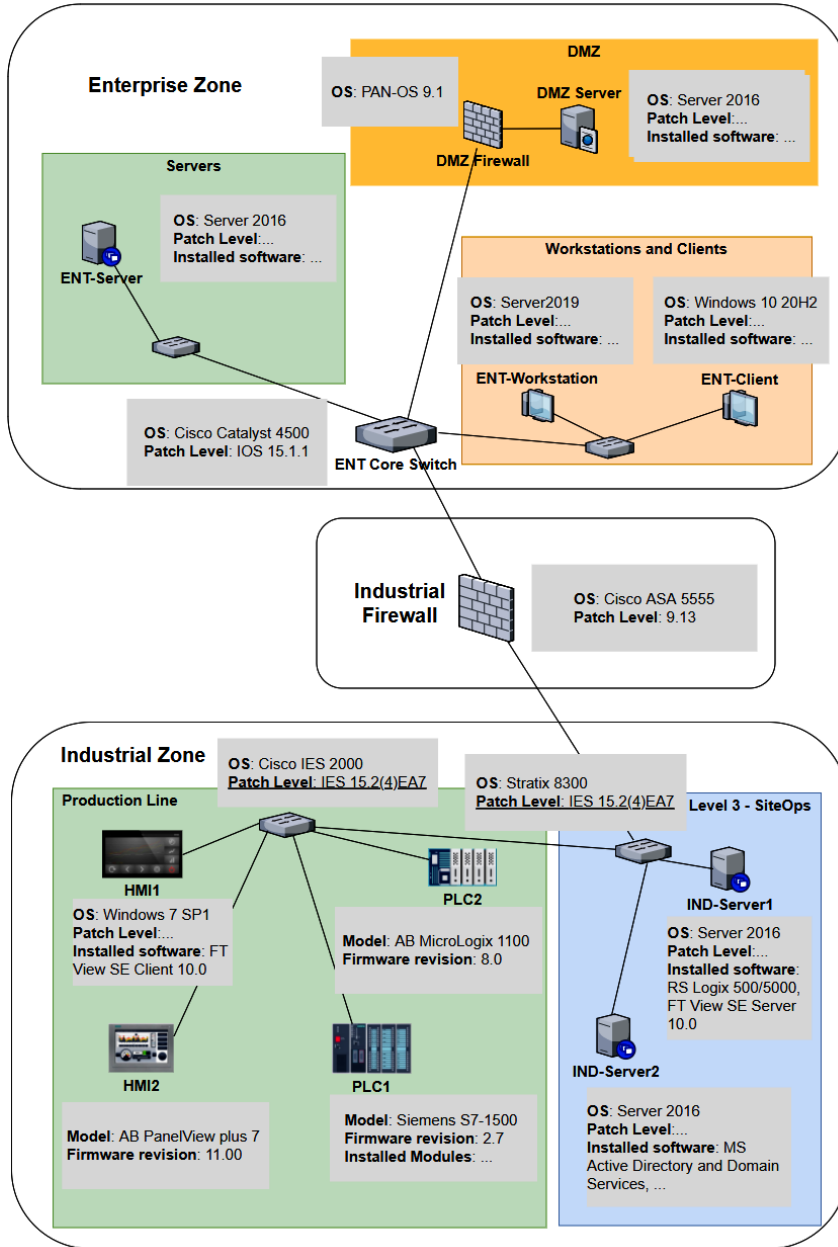 DMZ
Enterprise Zone
OS: PAN-OS 9.1
DMZ Server
OS: Server 2016
Patch Level:...
Installed software: ...
DMZ Firewall
Servers
OS: Server 2016
Patch Level:...
Installed software: ...
ENT-Server
Workstations and Clients
OS: Server2019
Patch Level:...
Installed software: ...
OS: Windows 10 20H2
Patch Level:...
Installed software: ...
ENT-Workstation
ENT-Client
OS: Cisco Catalyst 4500
Patch Level: IOS 15.1.1
ENT Core Switch
Industrial
Firewall
OS: Cisco ASA 5555
Patch Level: 9.13
Industrial Zone
OS: Cisco IES 2000
Patch Level: IES 15.2(4)EA7
OS: Stratix 8300
Patch Level: IES 15.2(4)EA7
Production Line
Level 3 - SiteOps
HMI1
OS: Windows 7 SP1
Patch Level:...
Installed software: FT
View SE Client 10.0
PLC2
Model: AB MicroLogix 1100
Firmware revision: 8.0
IND-Server1
OS: Server 2016
Patch Level:...
Installed software:
RS Logix 500/5000,
FT View SE Server
10.0
HMI2
Model: AB PanelView plus 7
Firmware revision: 11.00
PLC1
Model: Siemens S7-1500
Firmware revision: 2.7
Installed Modules: ...
IND-Server2
OS: Server 2016
Patch Level:...
Installed software: MS
Active Directory and Domain
Services, ...